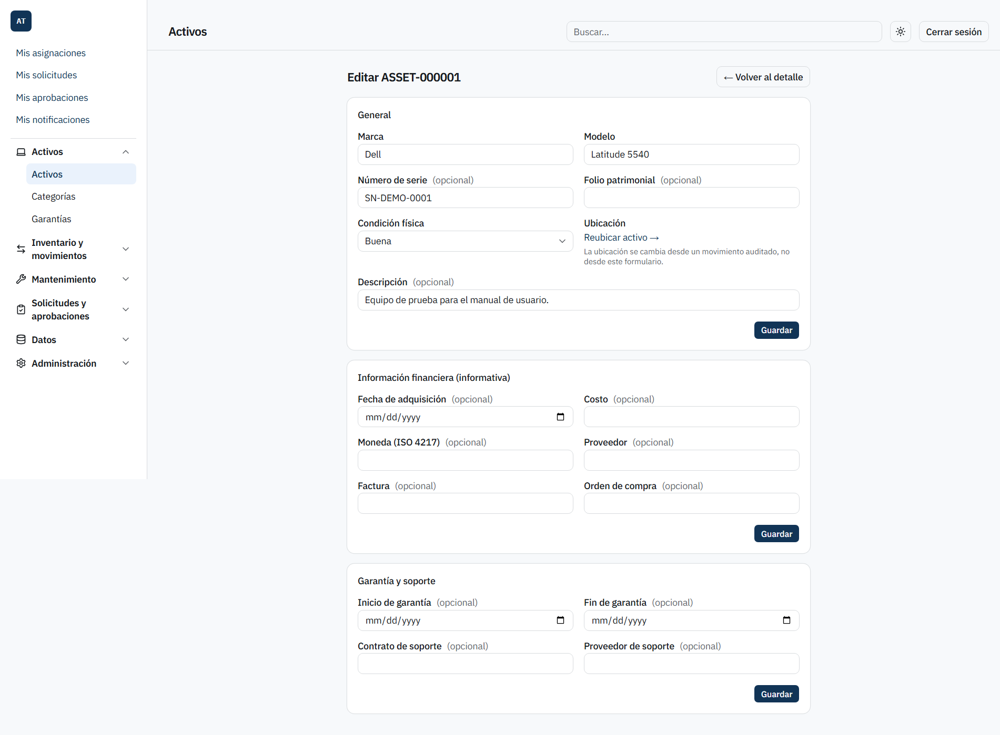 AT
Mis asignaciones
Mis solicitudes
Mis aprobaciones
Mis notificaciones
Activos
Activos
Categorías
Garantías
Inventario y
movimientos
Mantenimiento
Solicitudes y
aprobaciones
Datos
Administración
Activos
Buscar...
Cerrar sesión
Editar ASSET-000001
← Volver al detalle
General
Marca
Dell
Modelo
Latitude 5540
Número de serie (opcional)
SN-DEMO-0001
Folio patrimonial (opcional)
Condición física
Buena
Ubicación
Reubicar activo →
La ubicación se cambia desde un movimiento auditado, no
desde este formulario.
Descripción (opcional)
Equipo de prueba para el manual de usuario.
Guardar
Información financiera (informativa)
Fecha de adquisición (opcional)
mm/dd/yyyy
Costo (opcional)
Moneda (ISO 4217) (opcional)
Proveedor (opcional)
Factura (opcional)
Orden de compra (opcional)
Guardar
Garantía y soporte
Inicio de garantía (opcional)
mm/dd/yyyy
Fin de garantía (opcional)
mm/dd/yyyy
Contrato de soporte (opcional)
Proveedor de soporte (opcional)
Guardar